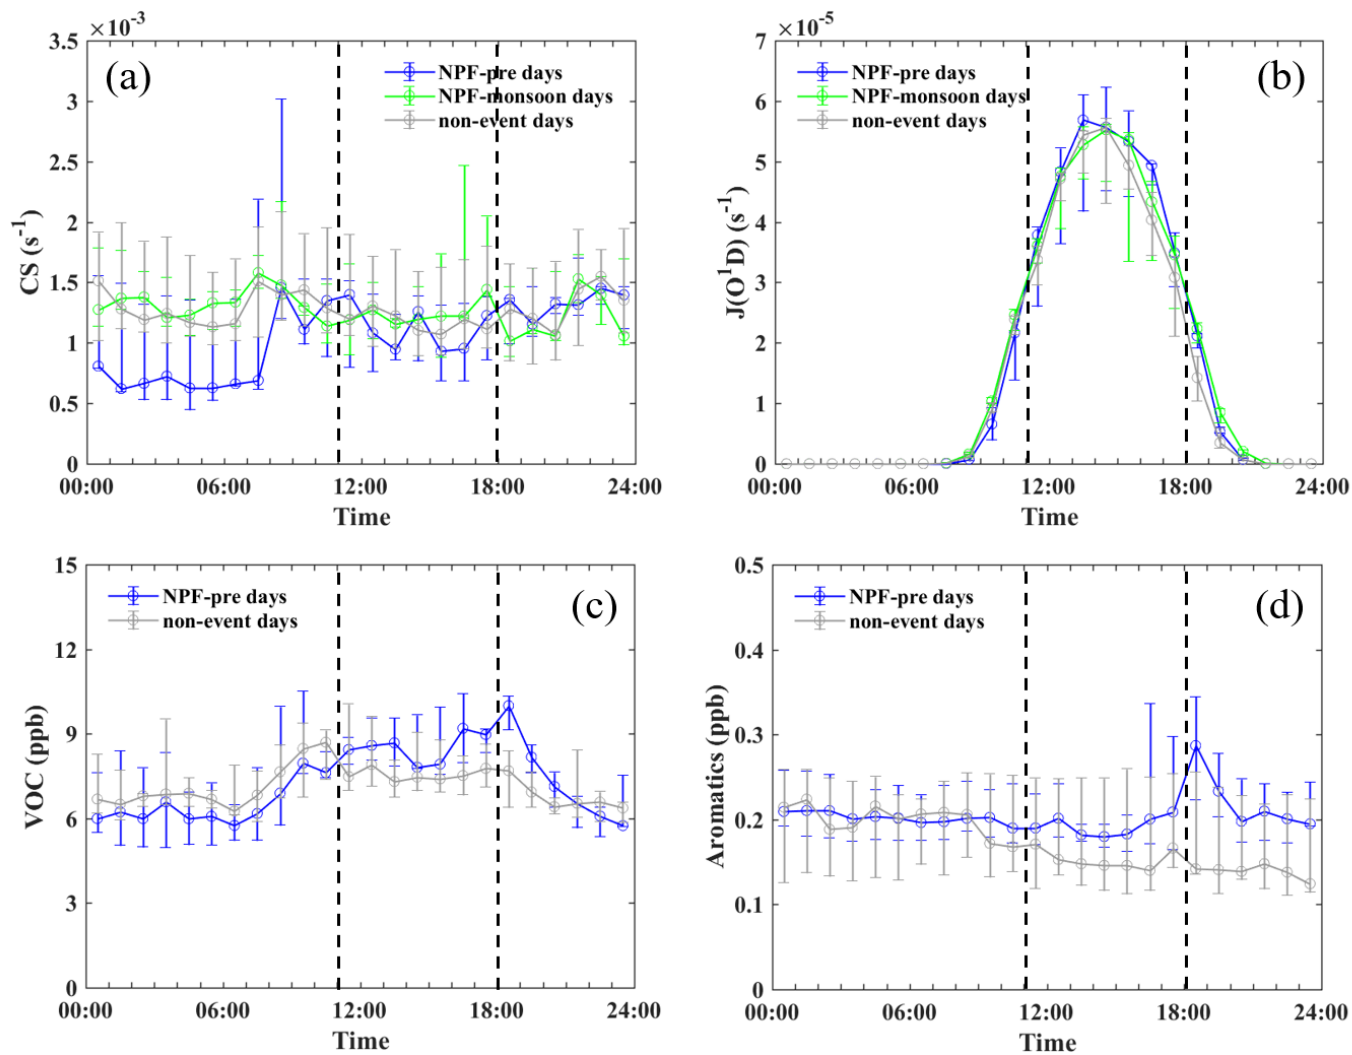 ×10⁻³
3.5
3
2.5
2
1.5
1
0.5
0
CS (s⁻¹)
(a)
NPF-pre days
NPF-monsoon days
non-event days
00:00 06:00 12:00 18:00 24:00
Time
×10⁻⁵
7
6
5
4
3
2
1
0
J(O¹D) (s⁻¹)
NPF-pre days
NPF-monsoon days
non-event days
(b)
00:00 06:00 12:00 18:00 24:00
Time
15
12
9
6
3
0
VOC (ppb)
NPF-pre days
non-event days
(c)
00:00 06:00 12:00 18:00 24:00
Time
0.5
0.4
0.3
0.2
0.1
0
Aromatics (ppb)
NPF-pre days
non-event days
(d)
00:00 06:00 12:00 18:00 24:00
Time